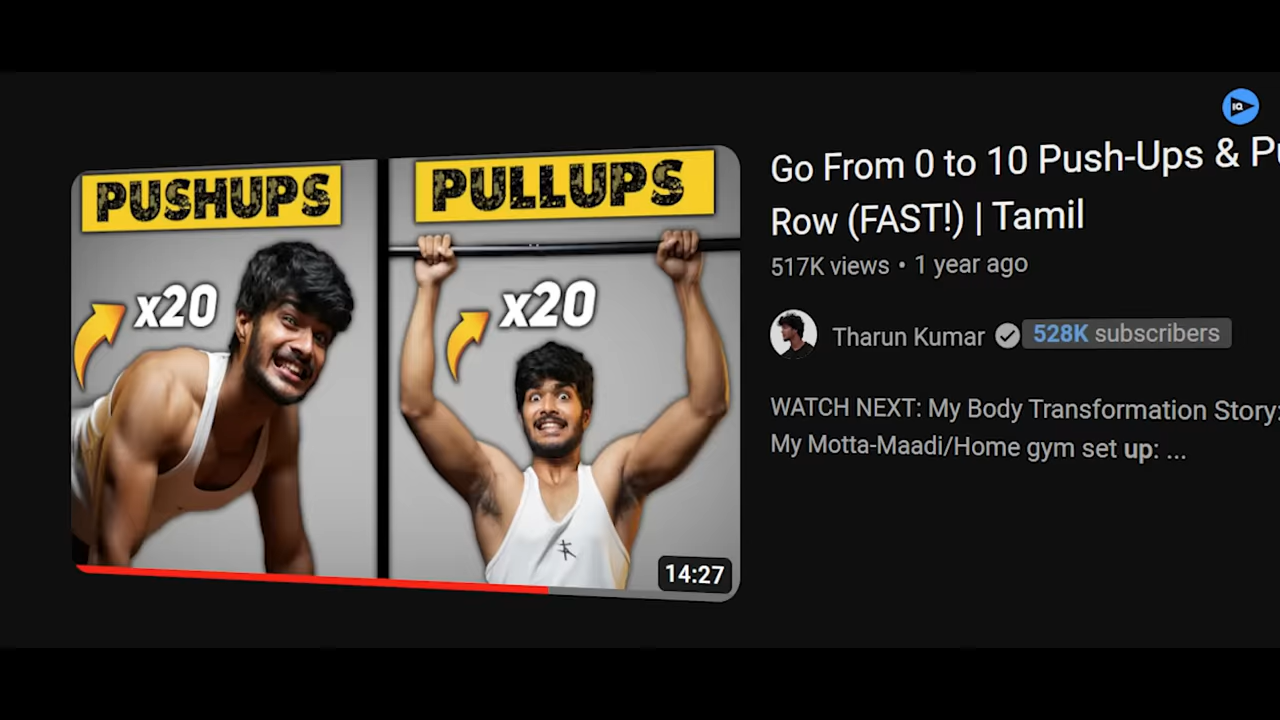 PUSHUPS
PULLUPS
x20
x20
14:27
IQ
Go From 0 to 10 Push-Ups &
Row (FAST!) | Tamil
517K views • 1 year ago
Tharun Kumar
528K subscribers
WATCH NEXT: My Body Transformation Story:
My Motta-Maadi/Home gym set up: ...